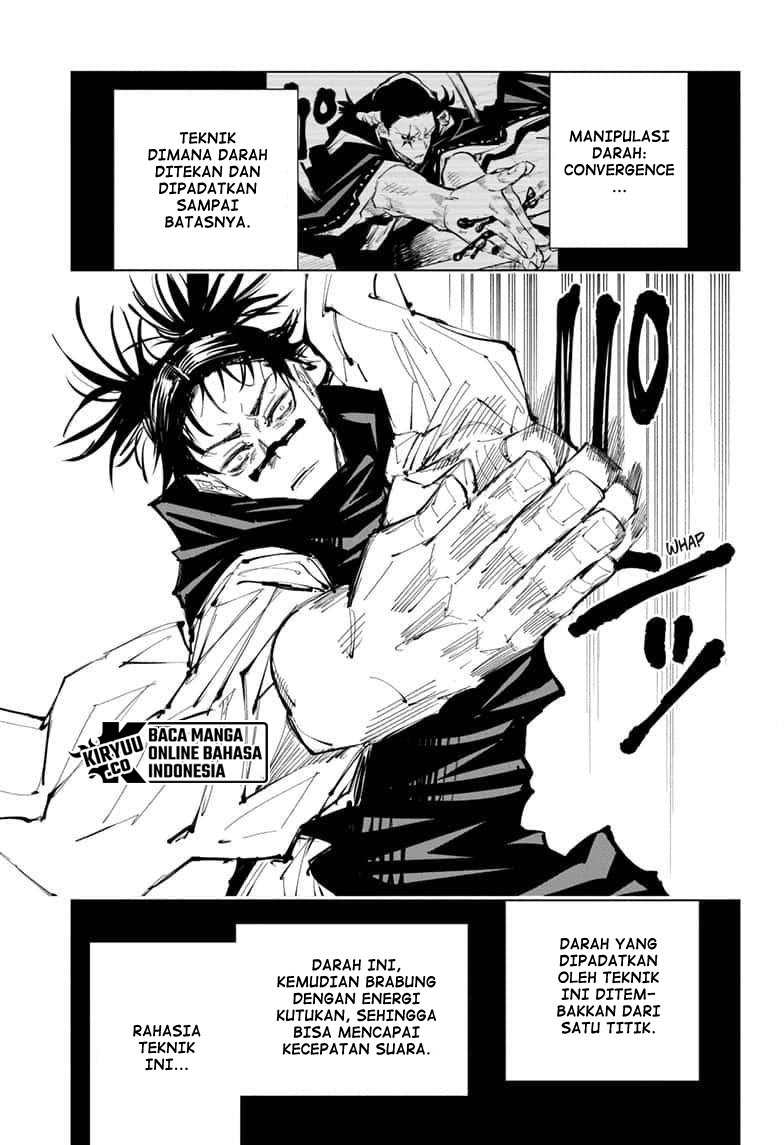 MANIPULASI
DARAH:
CONVERGENCE
...
TEKNIK
DIMANA DARAH
DITEKAN DAN
DIPADATKAN
SAMPAI
BATASNYA.
WHAP
KIRYUU
.CO
BACA MANGA
ONLINE BAHASA
INDONESIA
DARAH YANG
DIPADATKAN
OLEH TEKNIK
INI DITEM-
BAKKAN DARI
SATU TITIK.
DARAH INI,
KEMUDIAN BRABUNG
DENGAN ENERGI
KUTUKAN, SEHINGGA
BISA MENCAPAI
KECEPATAN SUARA.
RAHASIA
TEKNIK
INI...